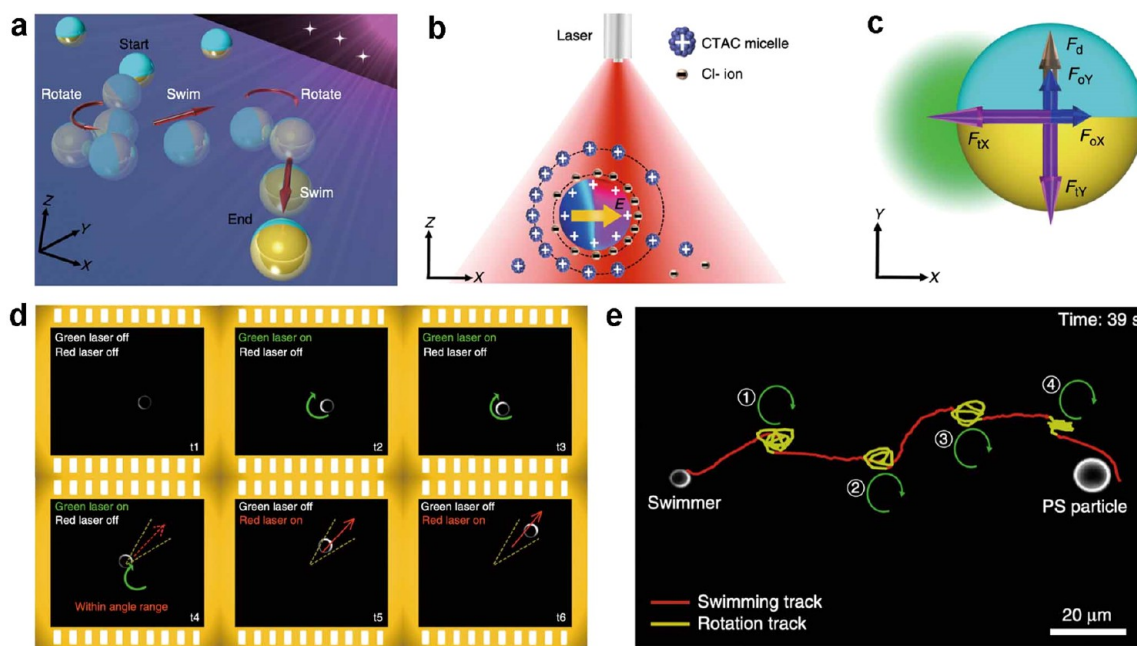 a
Start
Rotate
Swim
Rotate
Swim
End
Z
Y
X
b
Laser
CTAC micelle
Cl- ion
E
Z
X
c
Fd
FoY
FtX
FoX
FtY
Y
X
d
Green laser off
Red laser off
t1
Green laser on
Red laser off
t2
Green laser on
Red laser off
t3
Green laser on
Red laser off
Within angle range
t4
Green laser off
Red laser on
t5
Green laser off
Red laser on
t6
e
Time: 39 s
①
④
③
②
Swimmer
PS particle
Swimming track
Rotation track
20 μm